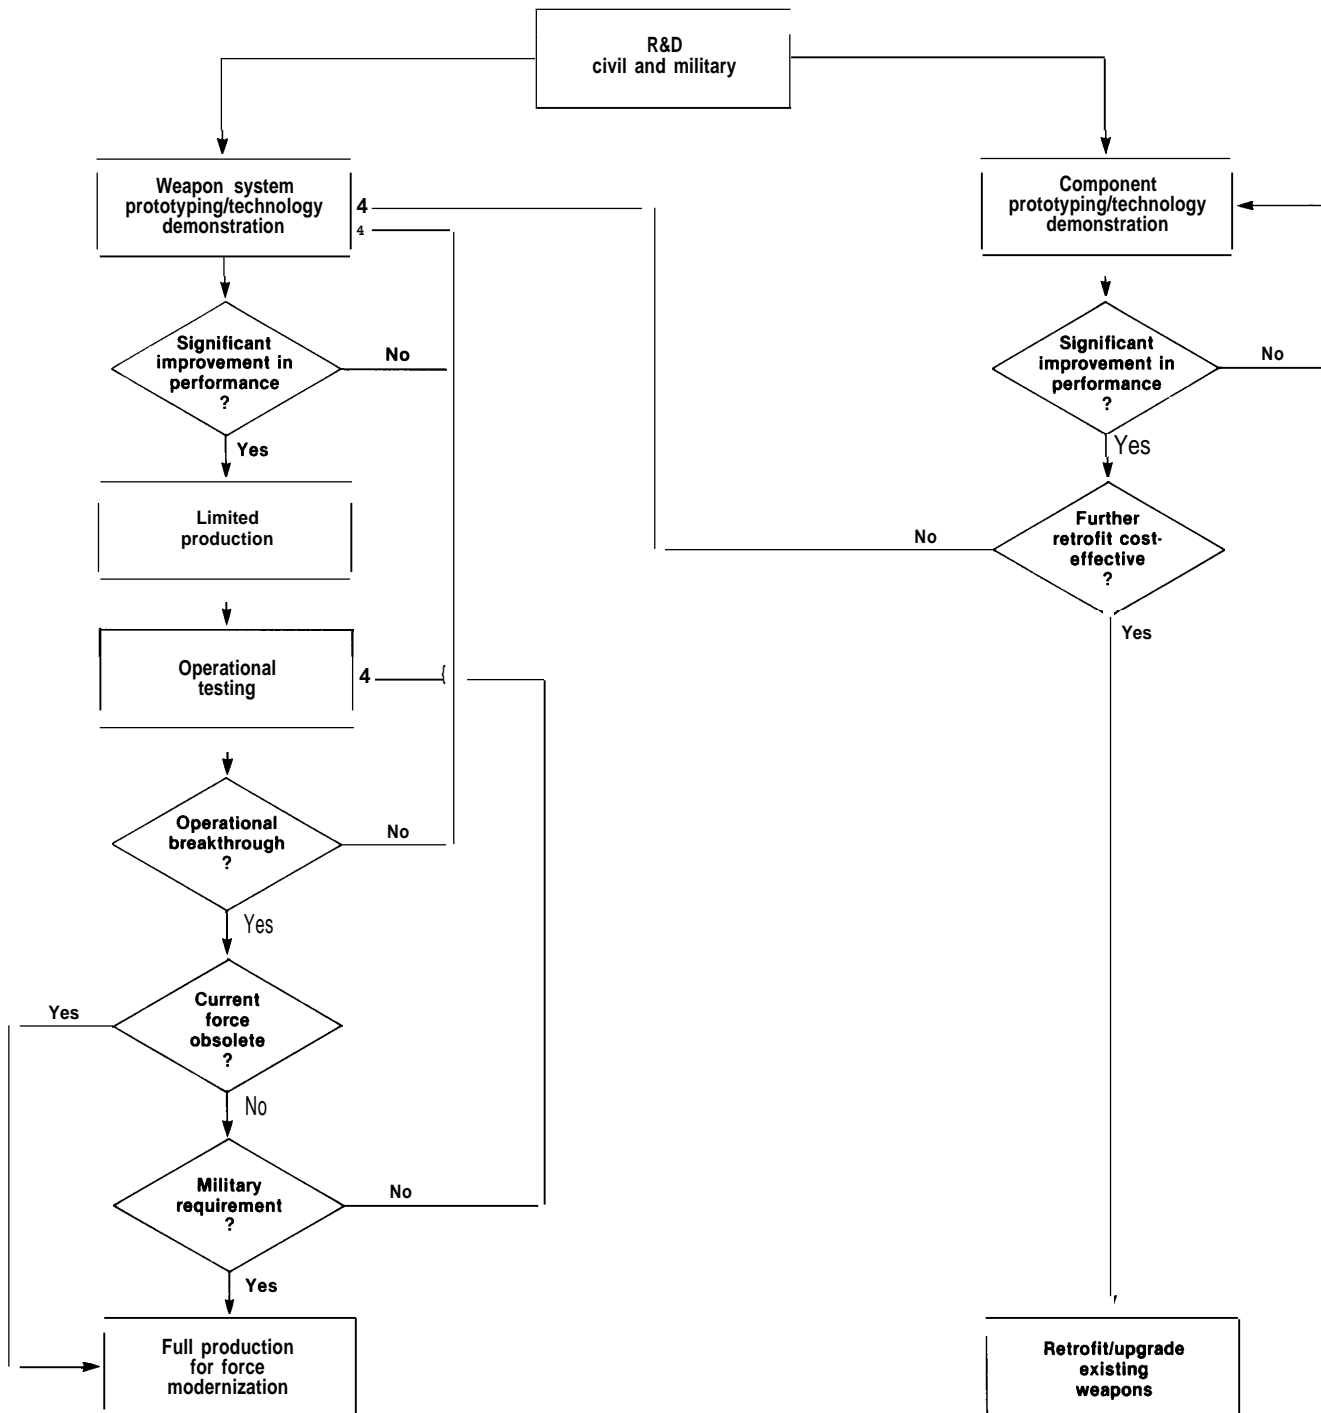 R&D
civil and military
Weapon system
prototyping/technology
demonstration
4
4
Component
prototyping/technology
demonstration
Significant
improvement in
performance
?
No
Yes
Significant
improvement in
performance
?
No
Yes
Limited
production
Further
retrofit cost-
effective
?
No
Yes
Operational
testing
4
{
Operational
breakthrough
?
No
Yes
Current
force
obsolete
?
Yes
No
Military
requirement
?
No
Yes
Full production
for force
modernization
Retrofit/upgrade
existing
weapons